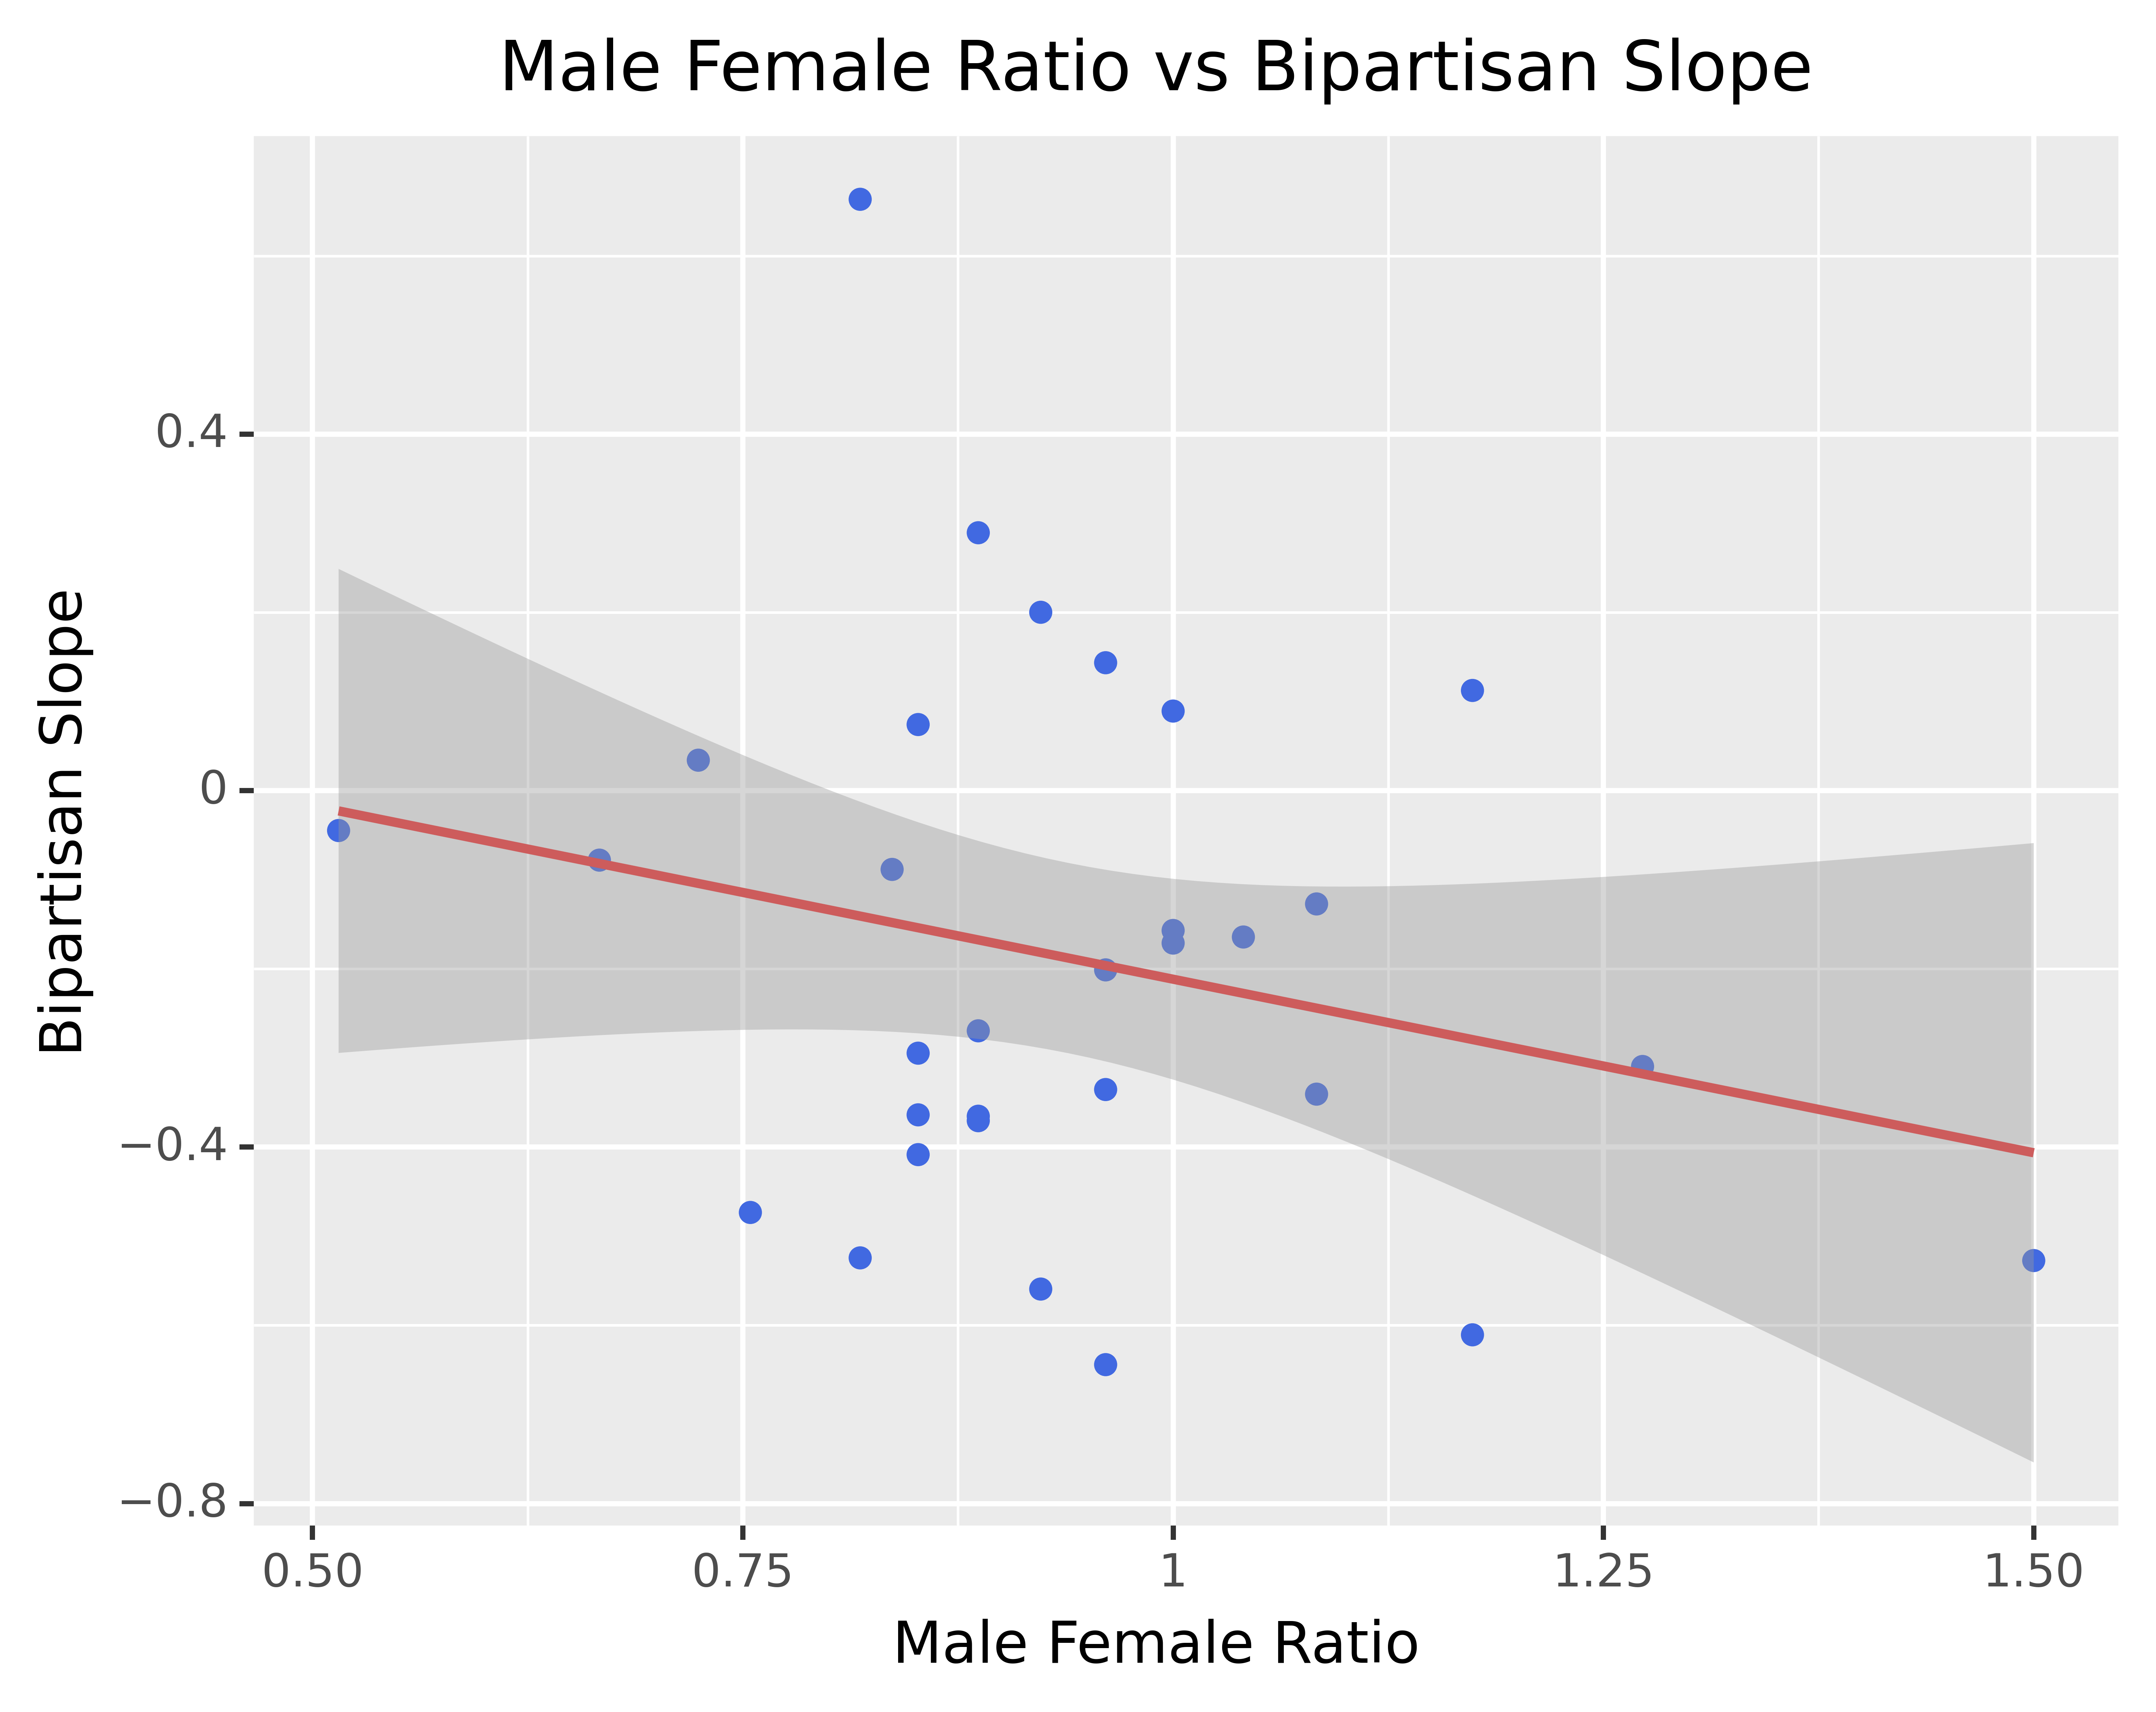 Male Female Ratio vs Bipartisan Slope
Bipartisan Slope
0.4
0
−0.4
−0.8
0.50 0.75 1 1.25 1.50
Male Female Ratio